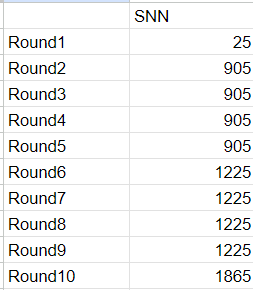 SNN
Round1 25
Round2 905
Round3 905
Round4 905
Round5 905
Round6 1225
Round7 1225
Round8 1225
Round9 1225
Round10 1865